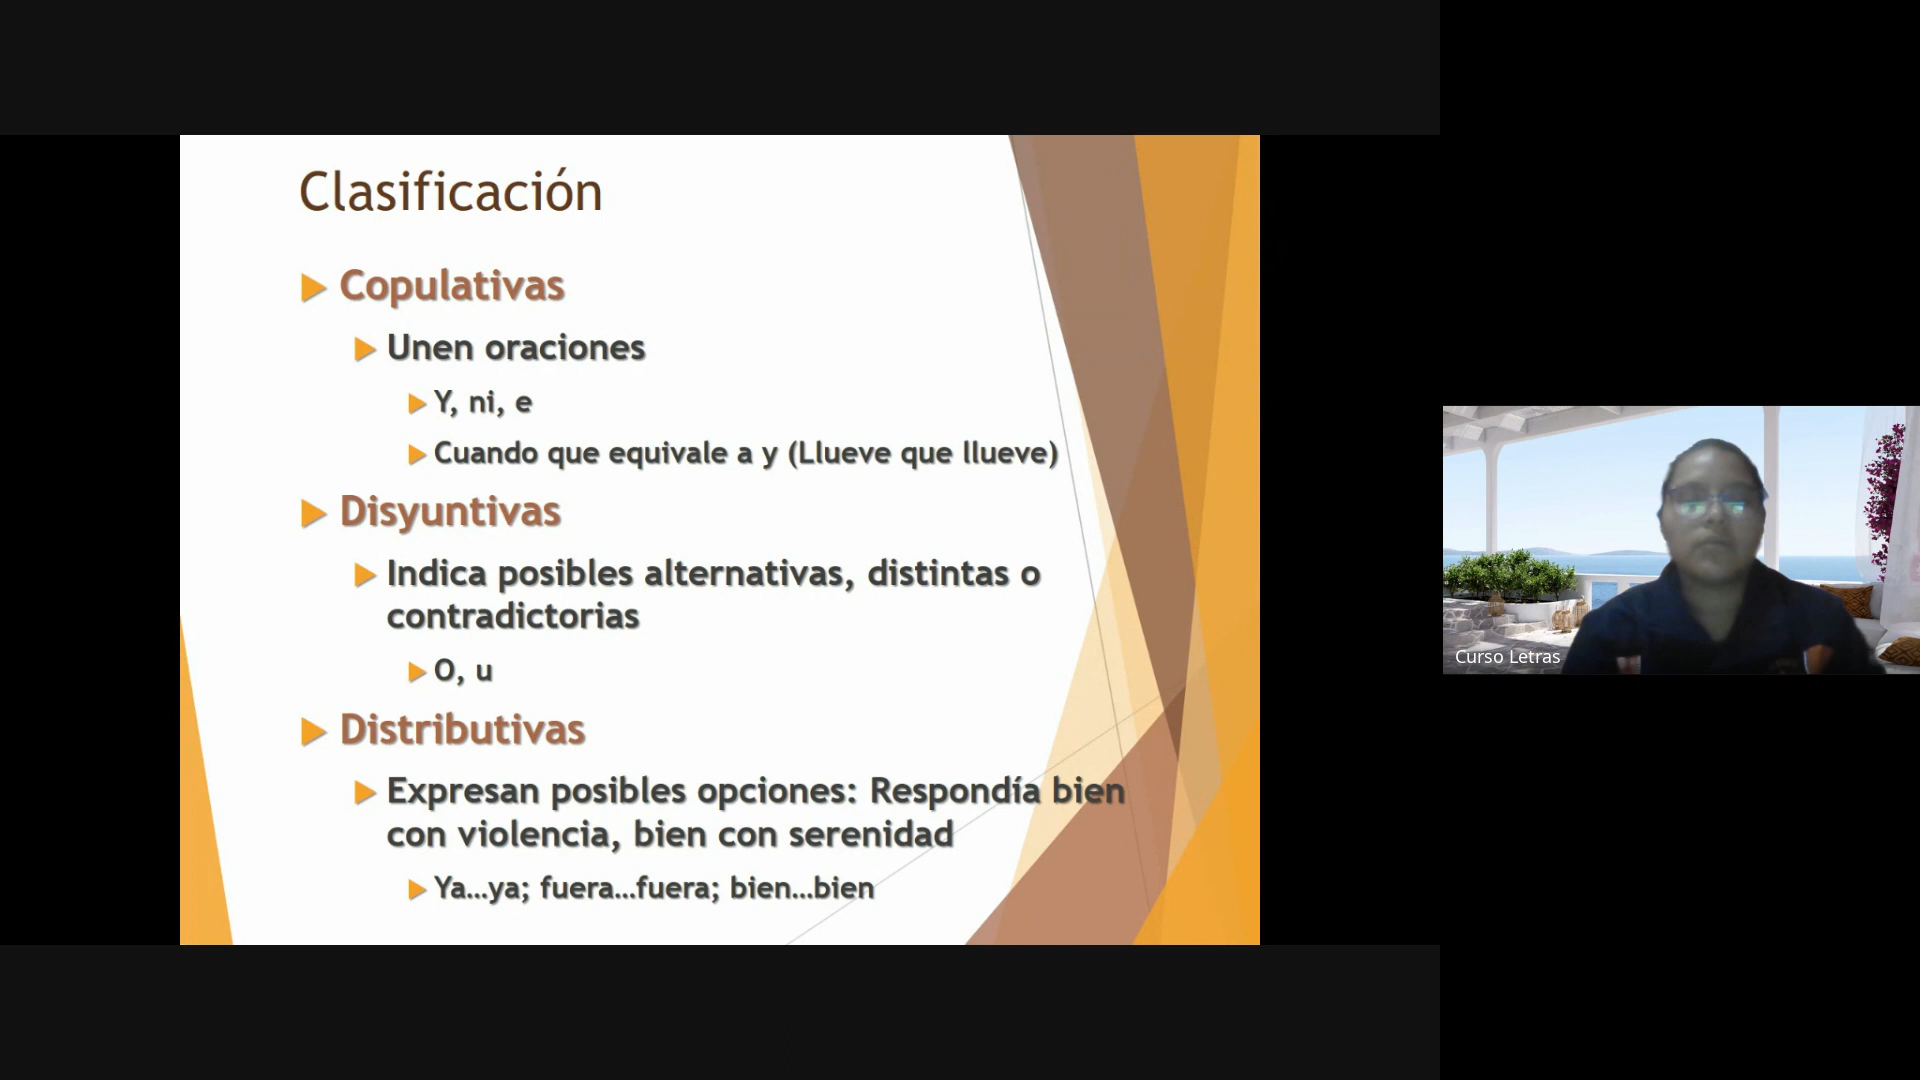 Clasificación
Copulativas
Unen oraciones
Y, ni, e
Cuando que equivale a y (Llueve que llueve)
Disyuntivas
Indica posibles alternativas, distintas o
contradictorias
O, u
Distributivas
Expresan posibles opciones: Respondía bien
con violencia, bien con serenidad
Ya...ya; fuera...fuera; bien...bien
Curso Letras